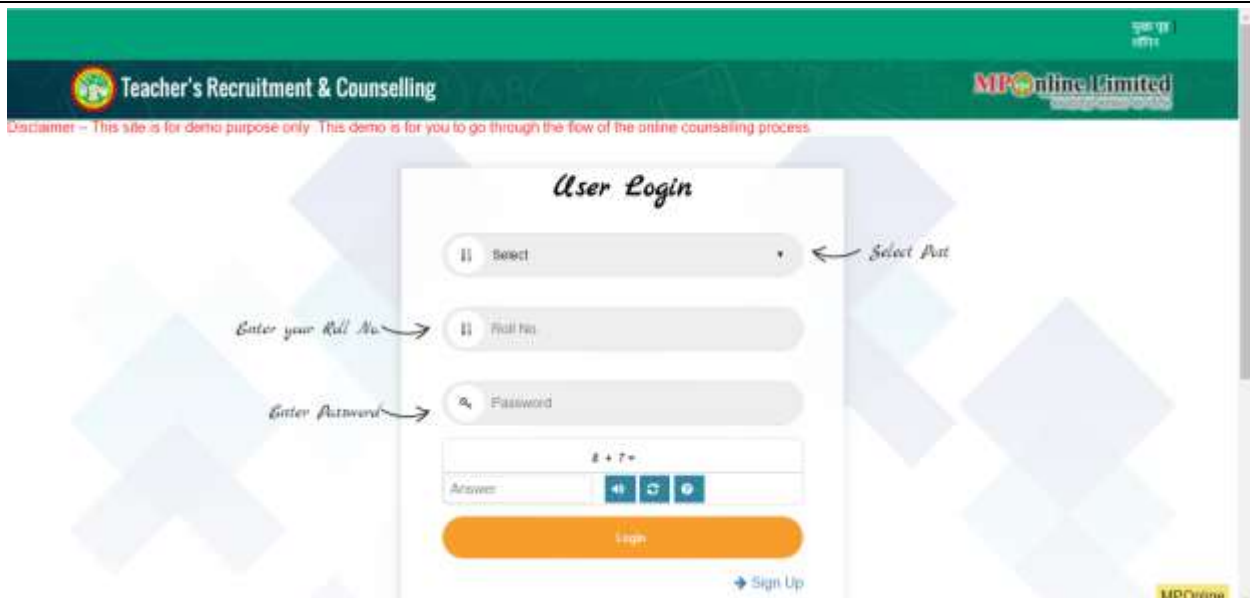 मुख्य पृष्ठ |
लॉगिन
Teacher's Recruitment & Counselling
MPOnline Limited
Disclaimer – This site is for demo purpose only. This demo is for you to go through the flow of the online counselling process
User Login
Select
Select Post
Enter your Roll No.
Roll No.
Enter Password
Password
8 + 7 =
Answer
Login
Sign Up
MPOnline